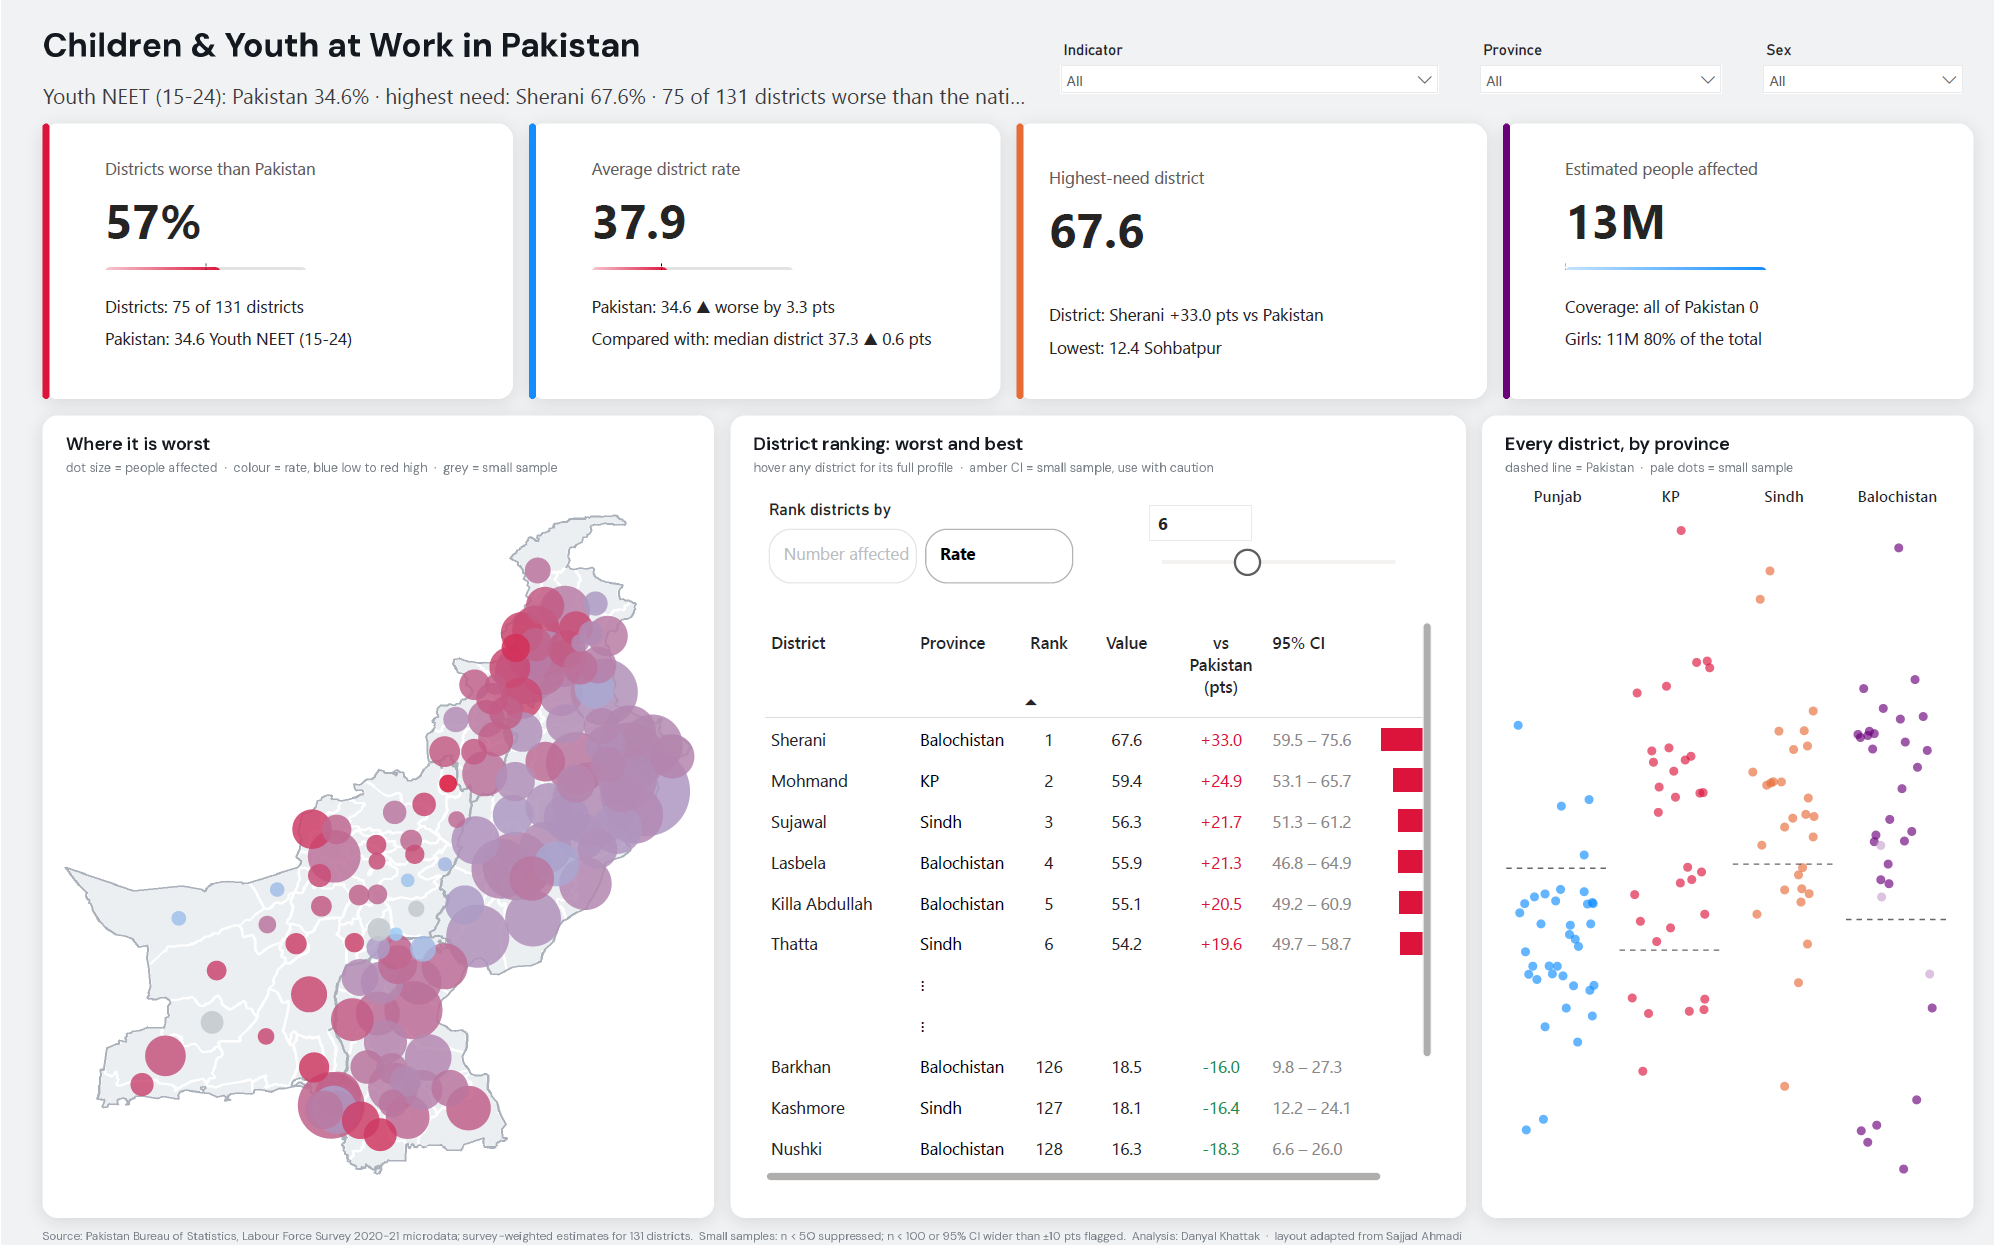 Children & Youth at Work in Pakistan
Youth NEET (15-24): Pakistan 34.6% · highest need: Sherani 67.6% · 75 of 131 districts worse than the nati...
Indicator
All
Province
All
Sex
All
Districts worse than Pakistan
57%
Districts: 75 of 131 districts
Pakistan: 34.6 Youth NEET (15-24)
Average district rate
37.9
Pakistan: 34.6 ▲ worse by 3.3 pts
Compared with: median district 37.3 ▲ 0.6 pts
Highest-need district
67.6
District: Sherani +33.0 pts vs Pakistan
Lowest: 12.4 Sohbatpur
Estimated people affected
13M
Coverage: all of Pakistan 0
Girls: 11M 80% of the total
Where it is worst
dot size = people affected · colour = rate, blue low to red high · grey = small sample
District ranking: worst and best
hover any district for its full profile · amber CI = small sample, use with caution
Rank districts by
Number affected
Rate
6
District Province Rank Value vs Pakistan (pts) 95% CI
Sherani Balochistan 1 67.6 +33.0 59.5 – 75.6
Mohmand KP 2 59.4 +24.9 53.1 – 65.7
Sujawal Sindh 3 56.3 +21.7 51.3 – 61.2
Lasbela Balochistan 4 55.9 +21.3 46.8 – 64.9
Killa Abdullah Balochistan 5 55.1 +20.5 49.2 – 60.9
Thatta Sindh 6 54.2 +19.6 49.7 – 58.7
⋮
⋮
Barkhan Balochistan 126 18.5 -16.0 9.8 – 27.3
Kashmore Sindh 127 18.1 -16.4 12.2 – 24.1
Nushki Balochistan 128 16.3 -18.3 6.6 – 26.0
Every district, by province
dashed line = Pakistan · pale dots = small sample
Punjab KP Sindh Balochistan
Source: Pakistan Bureau of Statistics, Labour Force Survey 2020-21 microdata; survey-weighted estimates for 131 districts. Small samples: n < 50 suppressed; n < 100 or 95% CI wider than ±10 pts flagged. Analysis: Danyal Khattak · layout adapted from Sajjad Ahmadi